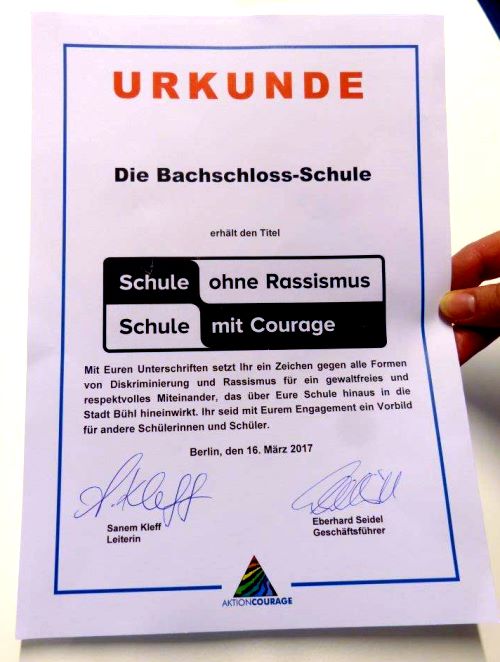 URKUNDE
Die Bachschloss-Schule
erhält den Titel
Schule ohne Rassismus
Schule mit Courage
Mit Euren Unterschriften setzt Ihr ein Zeichen gegen alle Formen
von Diskriminierung und Rassismus für ein gewaltfreies und
respektvolles Miteinander, das über Eure Schule hinaus in die
Stadt Bühl hineinwirkt. Ihr seid mit Eurem Engagement ein Vorbild
für andere Schülerinnen und Schüler.
Berlin, den 16. März 2017
S. Kleff
Sanem Kleff
Leiterin
Eberhard Seidel
Geschäftsführer
AKTIONCOURAGE